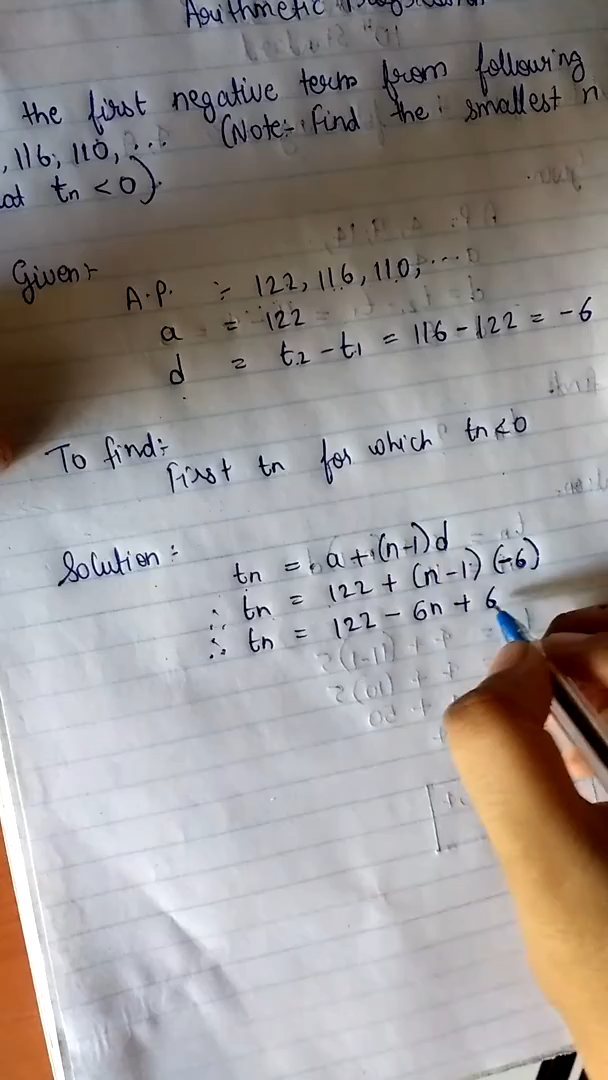 Arithmetic
the first negative term from following
, 116, 110, ... (Note:- Find the smallest n
tn < 0).
Given:-
A.P. :- 122, 116, 110, ...
a = 122
d = t2 - t1 = 116 - 122 = -6
To find:-
First tn for which tn < 0
Solution:-
tn = a + (n-1)d
∴ tn = 122 + (n-1) (-6)
∴ tn = 122 - 6n + 6